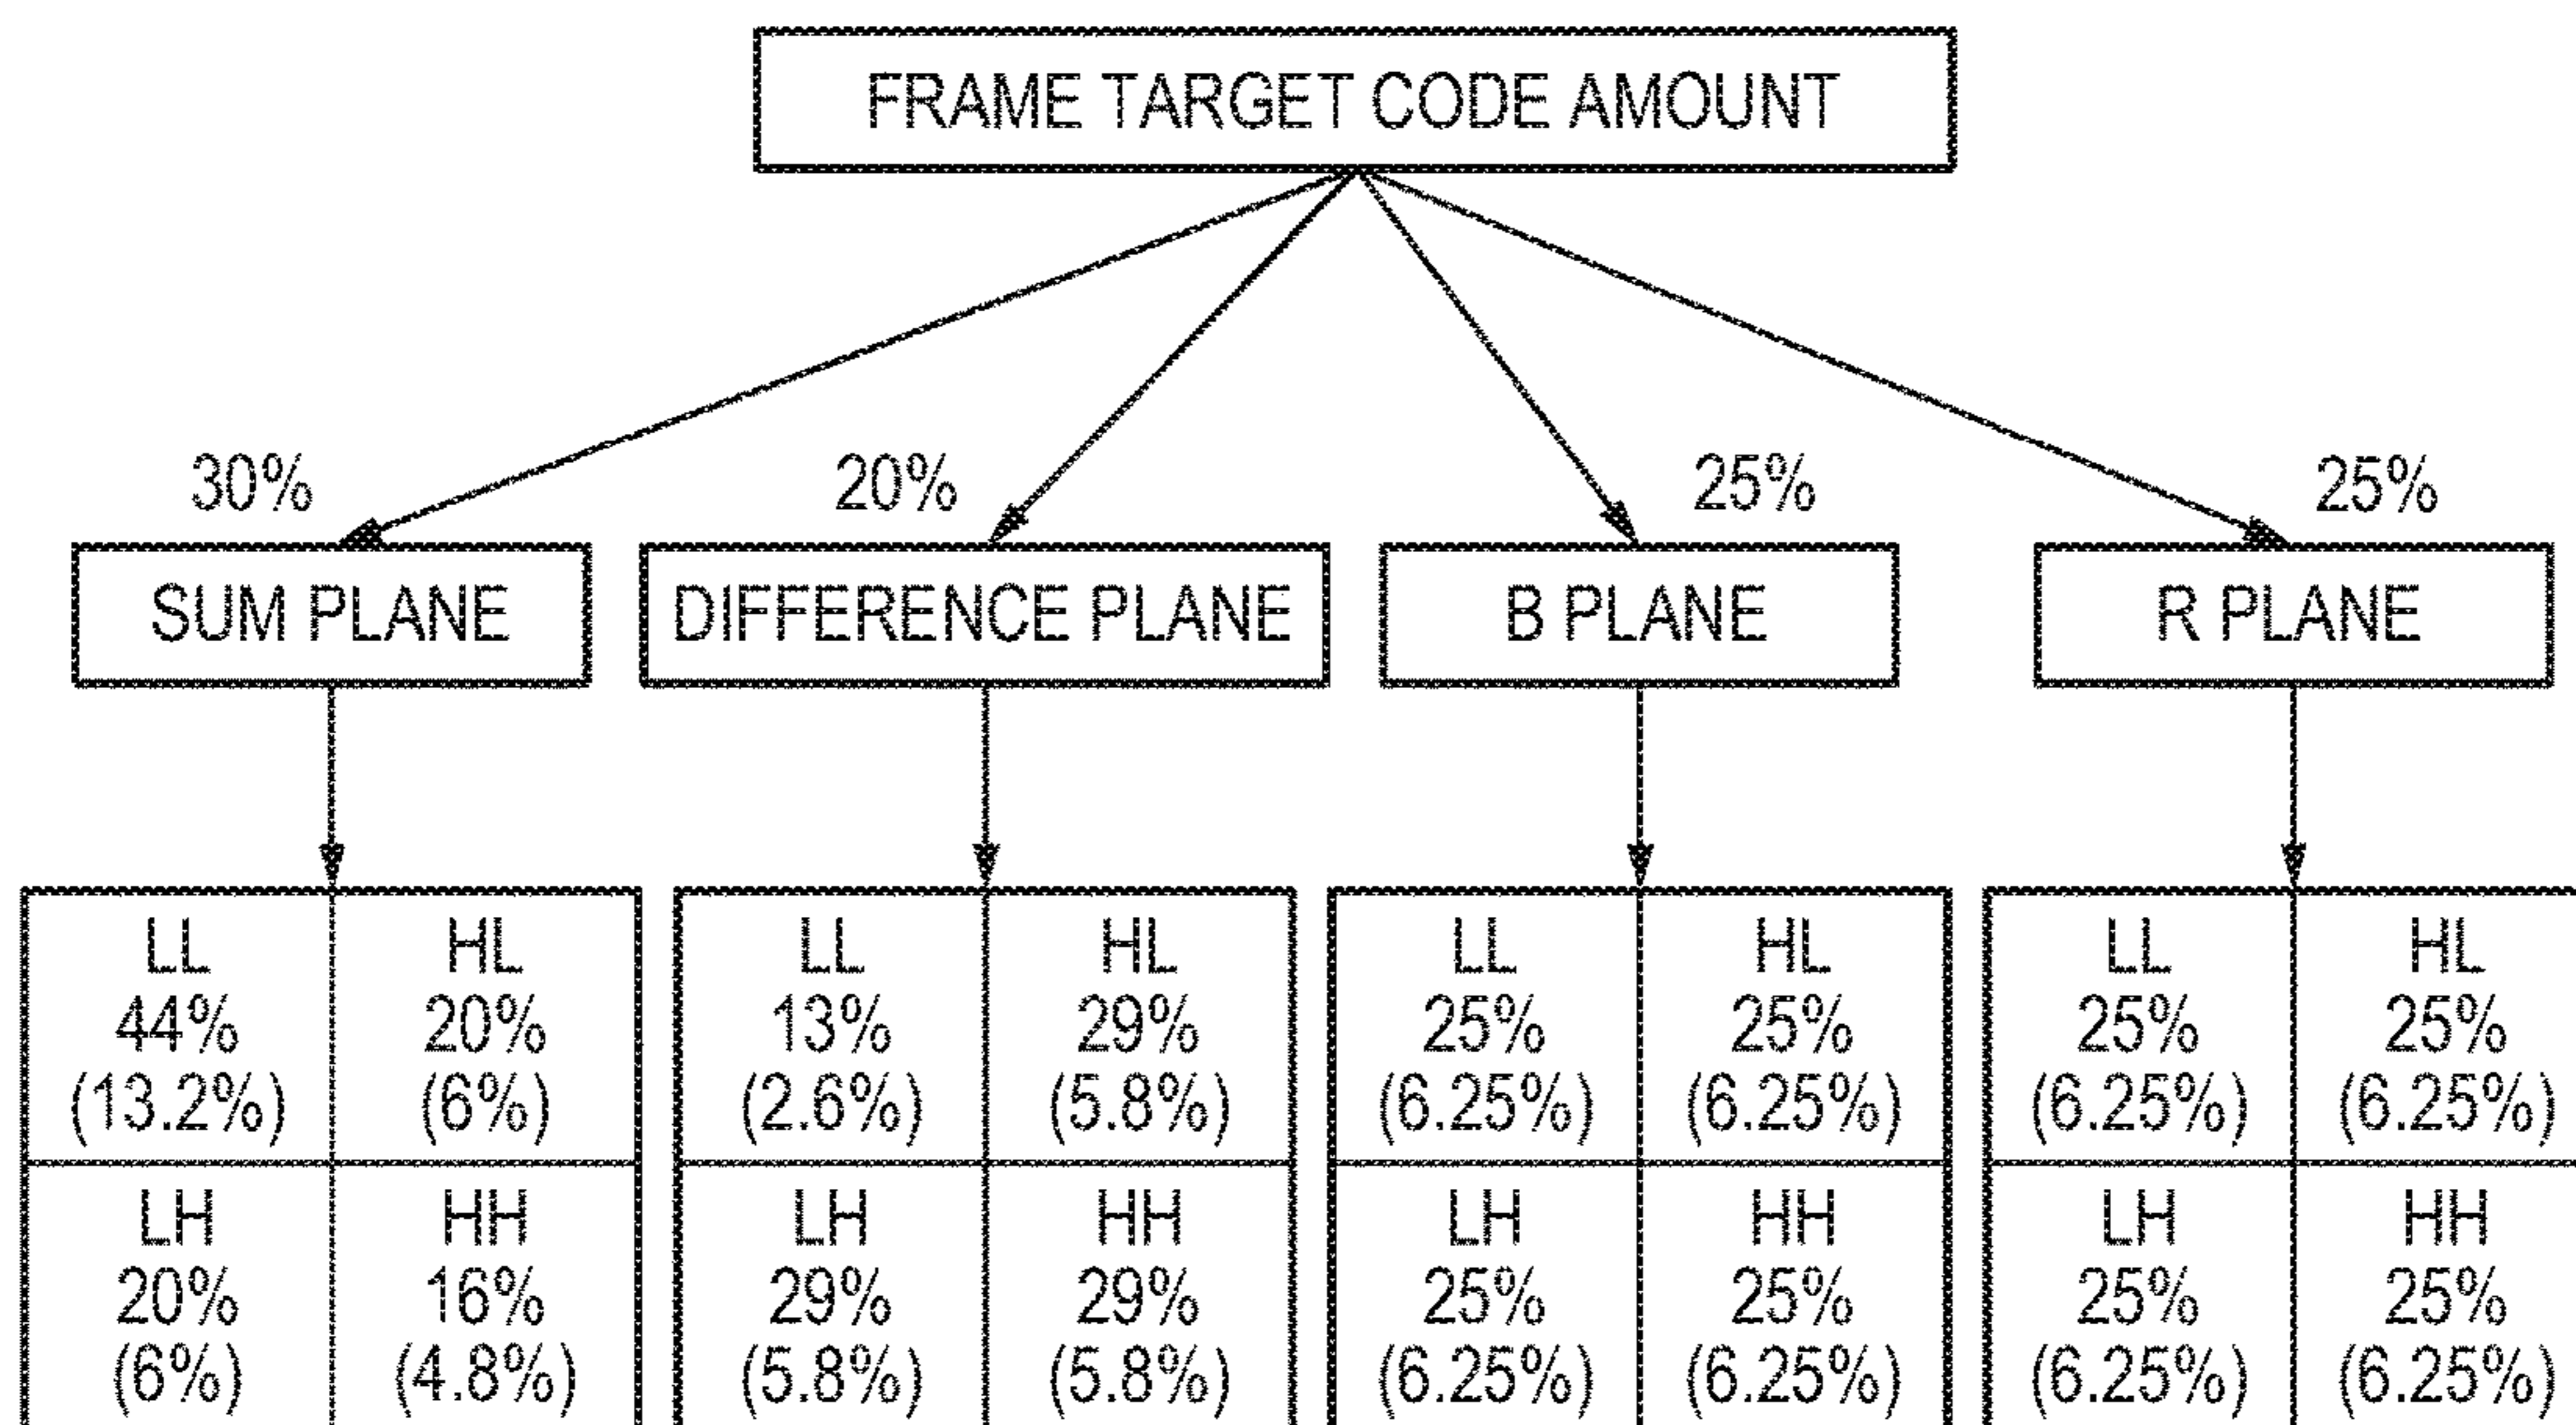 FRAME TARGET CODE AMOUNT
30%
20%
25%
25%
SUM PLANE
DIFFERENCE PLANE
B PLANE
R PLANE
LL
44%
(13.2%)
HL
20%
(6%)
LH
20%
(6%)
HH
16%
(4.8%)
LL
13%
(2.6%)
HL
29%
(5.8%)
LH
29%
(5.8%)
HH
29%
(5.8%)
LL
25%
(6.25%)
HL
25%
(6.25%)
LH
25%
(6.25%)
HH
25%
(6.25%)
LL
25%
(6.25%)
HL
25%
(6.25%)
LH
25%
(6.25%)
HH
25%
(6.25%)